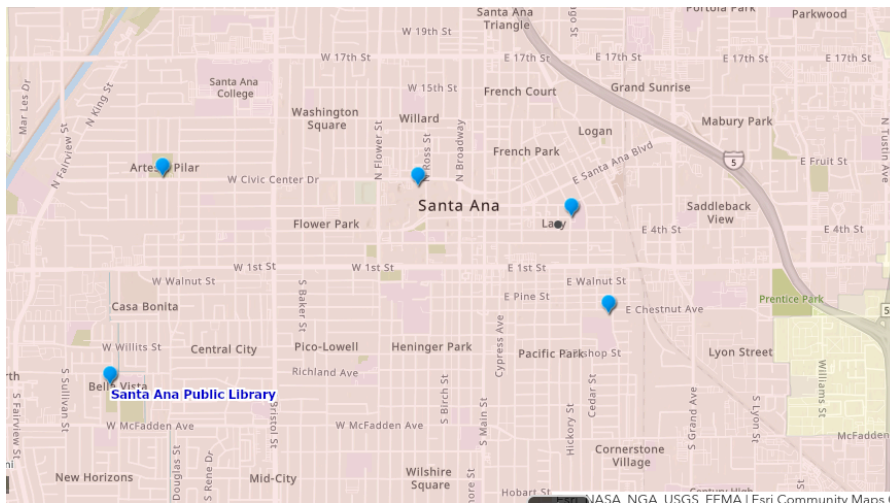 Santa Ana
Triangle
Portola Park
Parkwood
W 19th St
W 17th St
E 17th St
E 17th St
E 17th St
Mar Les Dr
N King St
Santa Ana
College
W 15th St
French Court
Grand Sunrise
Washington
Square
Willard
Mabury Park
N Tustin Ave
N Fairview St
N Flower St
N Ross St
N Broadway
Logan
French Park
E Santa Ana Blvd
5
E Fruit St
W Civic Center Dr
Santa Ana
Saddleback
View
Flower Park
Lacy
E 4th St
E 4th St
W 1st St
W 1st St
E 1st St
W Walnut St
E Walnut St
S Baker St
E Pine St
Prentice Park
Casa Bonita
E Chestnut Ave
5
Cypress Ave
W Willits St
Central City
Pico-Lowell
Heninger Park
Pacific Park
Lyon Street
Richland Ave
Bella Vista
Santa Ana Public Library
S Sullivan St
S Fairview St
Bristol St
S Birch St
S Main St
Hickory St
Cedar St
S Grand Ave
S Lyon St
Williams St
W McFadden Ave
W McFadden Ave
McFadden
Douglas St
S Rene Dr
Cornerstone
Village
New Horizons
Mid-City
Wilshire
Square
Hobart St
Esri, NASA, NGA, USGS, FEMA | Esri Community Maps